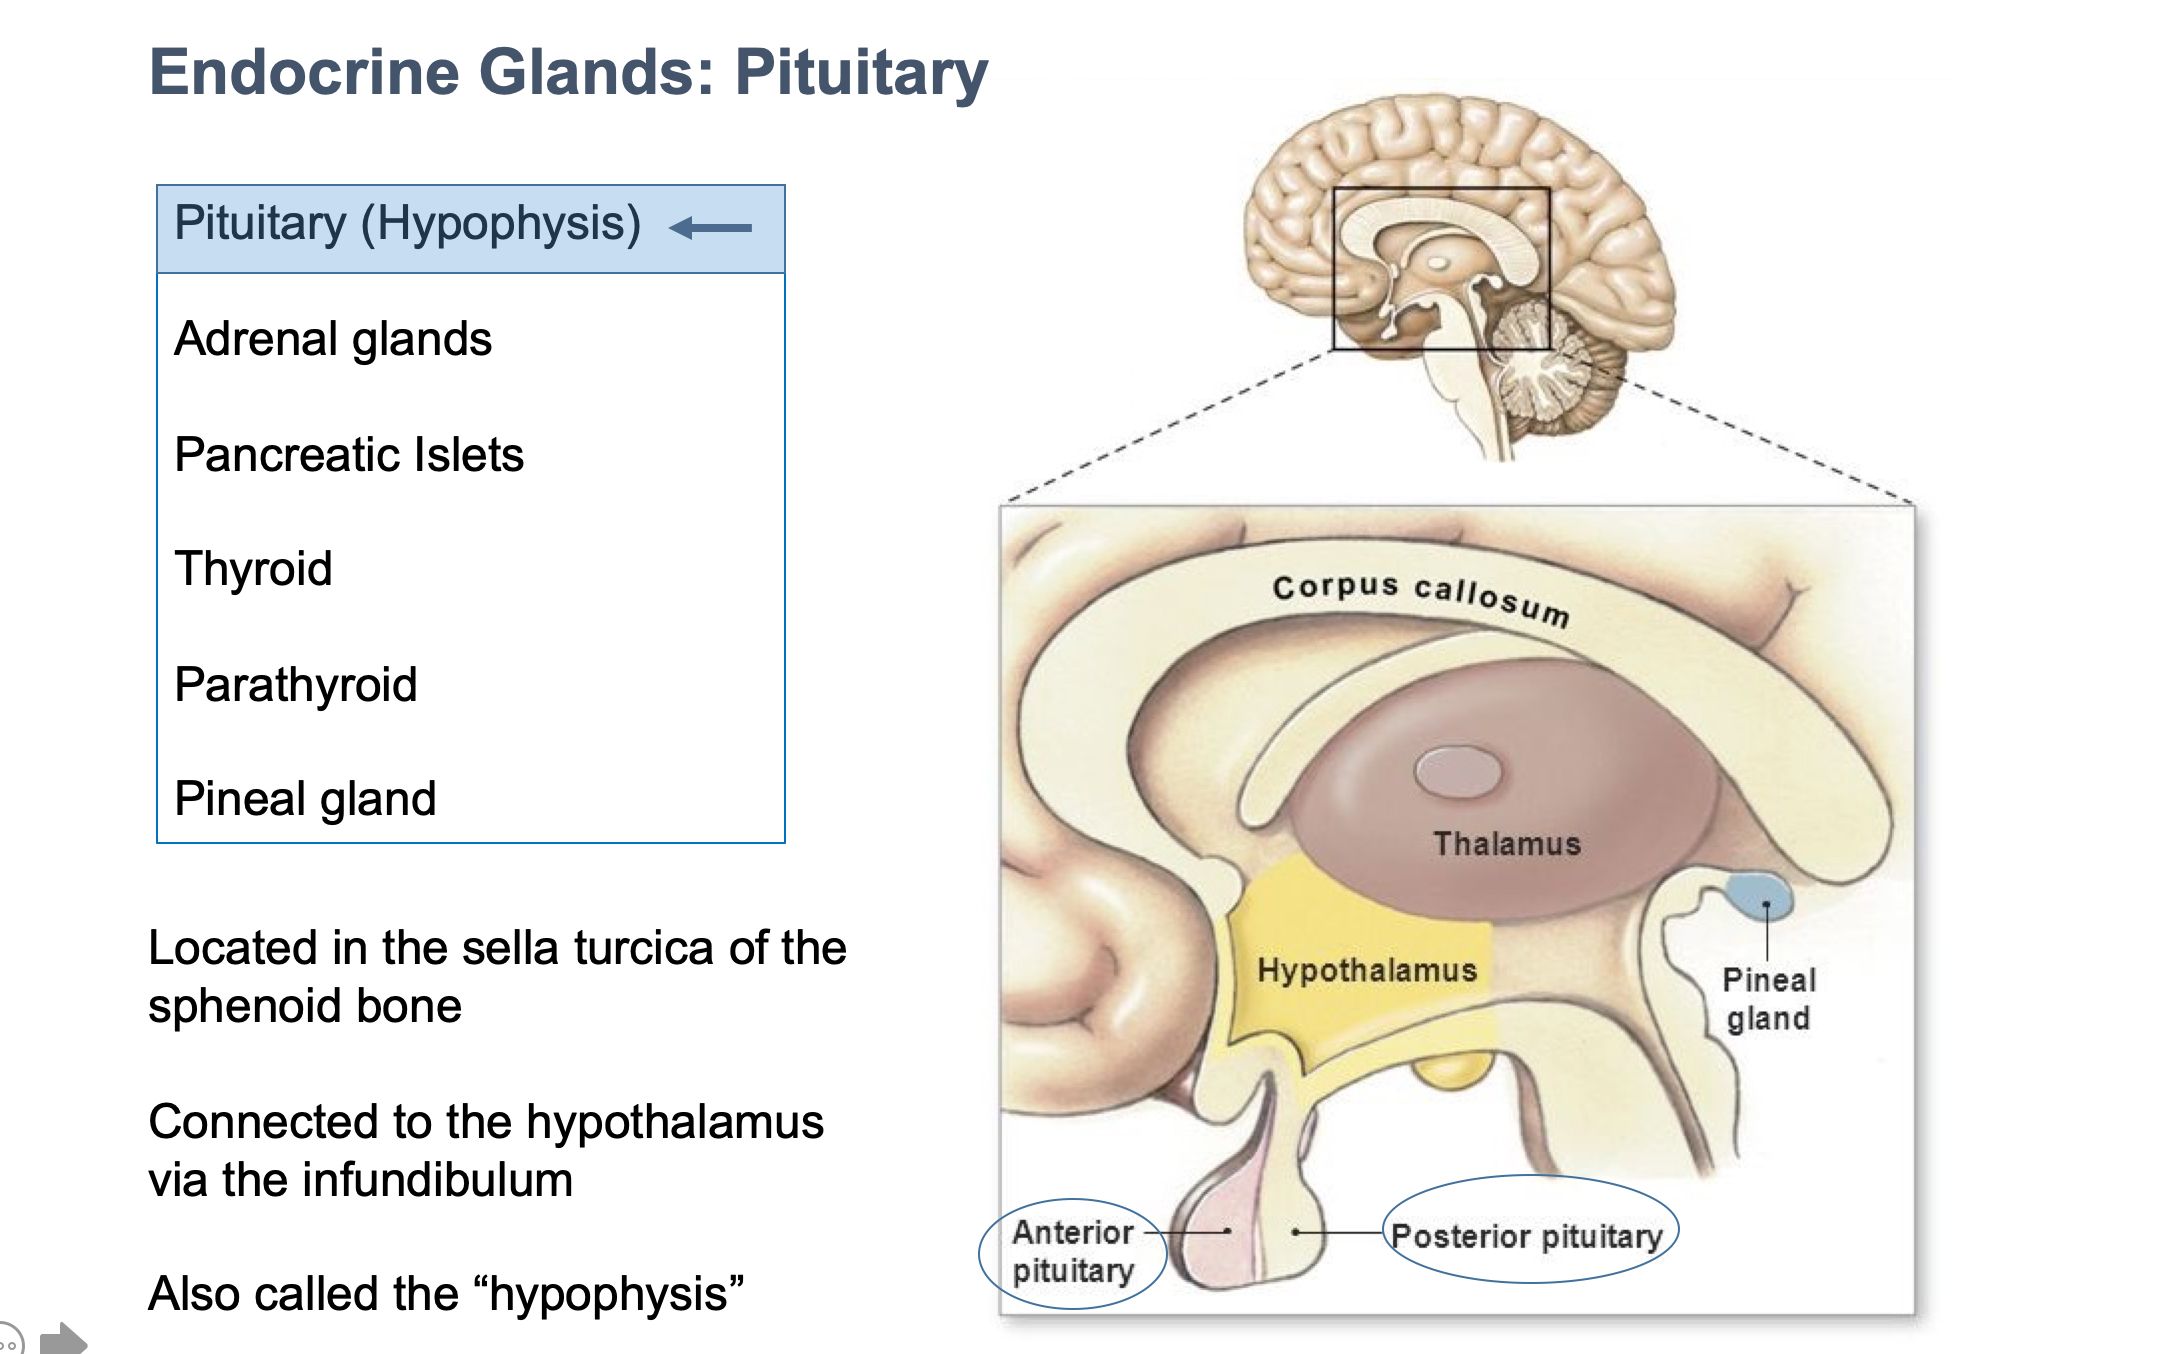 Endocrine Glands: Pituitary
Pituitary (Hypophysis)
Adrenal glands
Pancreatic Islets
Thyroid
Parathyroid
Pineal gland
Located in the sella turcica of the
sphenoid bone
Connected to the hypothalamus
via the infundibulum
Also called the “hypophysis”
Corpus callosum
Thalamus
Hypothalamus
Pineal
gland
Anterior
pituitary
Posterior pituitary